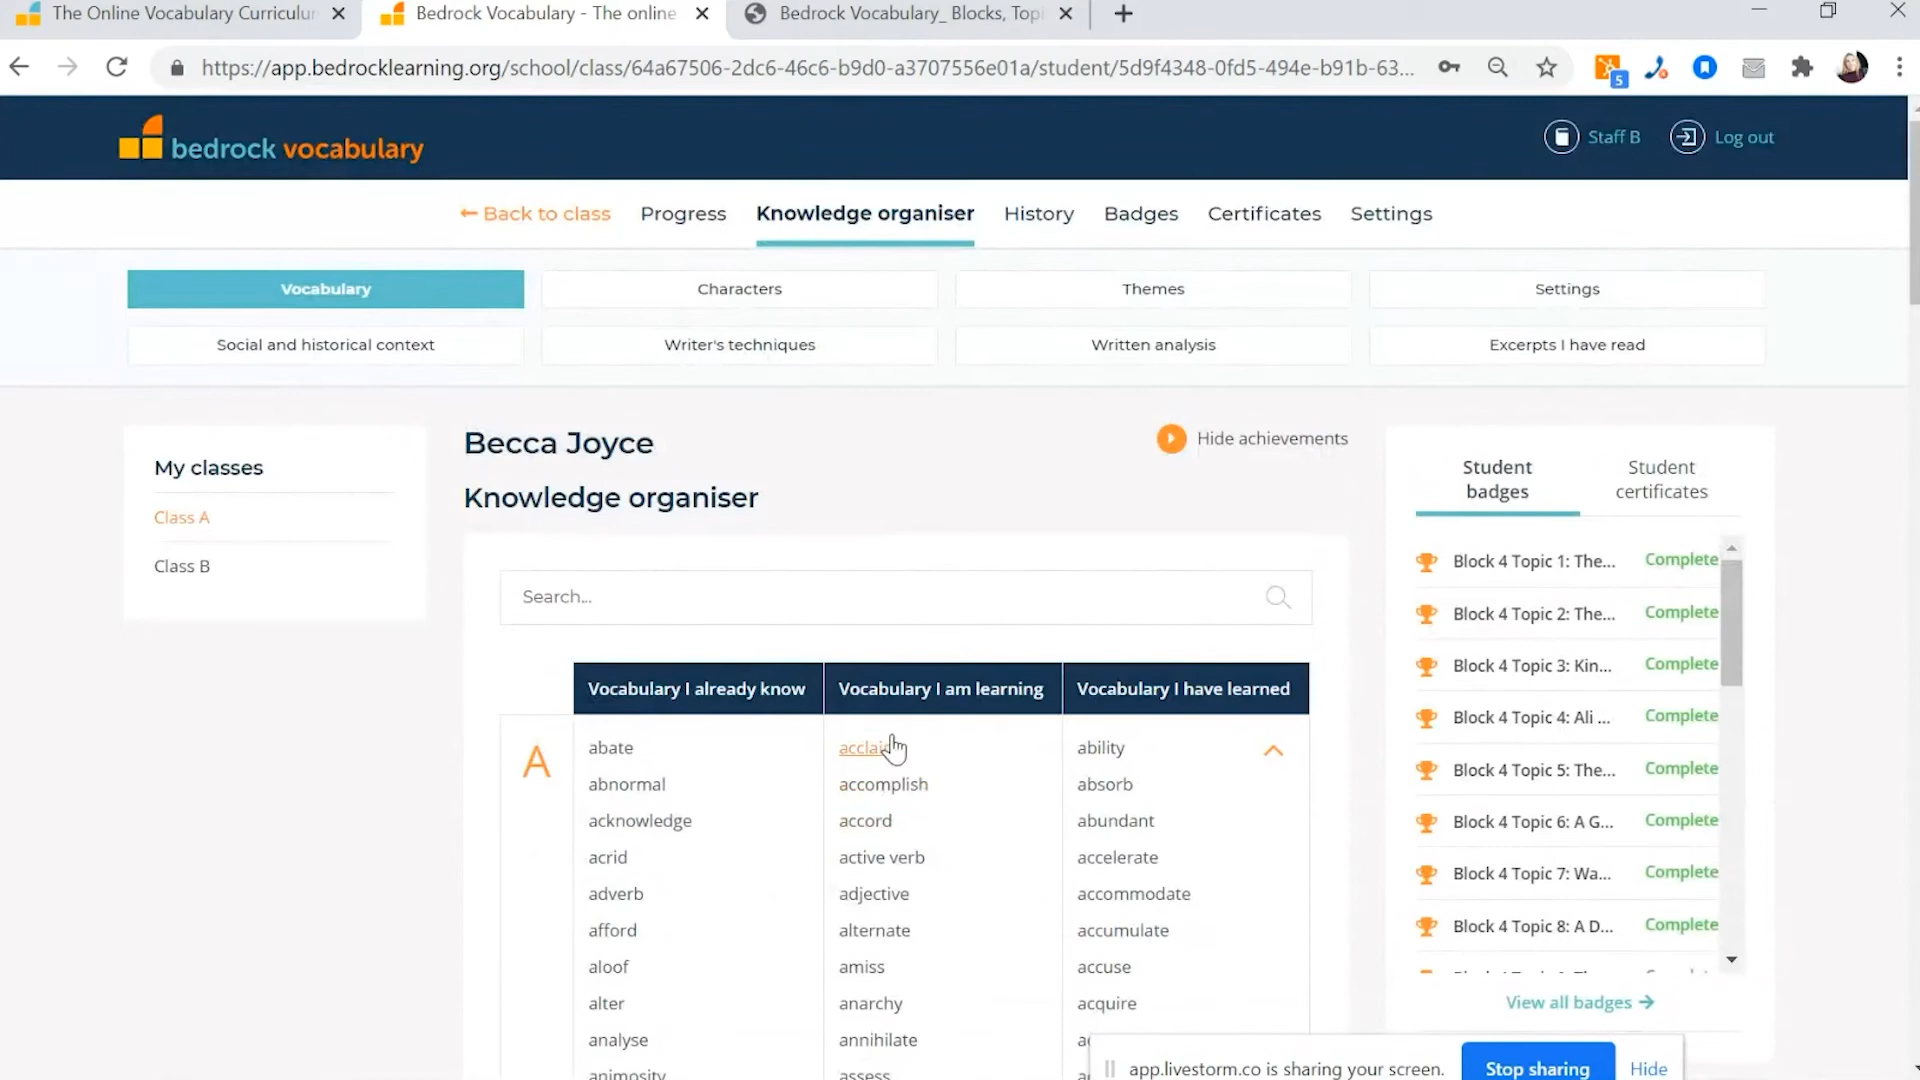 The Online Vocabulary Curriculum
Bedrock Vocabulary - The online
Bedrock Vocabulary_ Blocks, Topi
https://app.bedrocklearning.org/school/class/64a67506-2dc6-46c6-b9d0-a3707556e01a/student/5d9f4348-0fd5-494e-b91b-63...
5
bedrock vocabulary
Staff B
Log out
Back to class
Progress
Knowledge organiser
History
Badges
Certificates
Settings
Vocabulary
Characters
Themes
Settings
Social and historical context
Writer's techniques
Written analysis
Excerpts I have read
My classes
Class A
Class B
Becca Joyce
Hide achievements
Knowledge organiser
Search...
Vocabulary I already know
Vocabulary I am learning
Vocabulary I have learned
A
abate
abnormal
acknowledge
acrid
adverb
afford
aloof
alter
analyse
animosity
acclai
accomplish
accord
active verb
adjective
alternate
amiss
anarchy
annihilate
assess
ability
absorb
abundant
accelerate
accommodate
accumulate
accuse
acquire
Student
badges
Student
certificates
Block 4 Topic 1: The... Complete
Block 4 Topic 2: The... Complete
Block 4 Topic 3: Kin... Complete
Block 4 Topic 4: Ali ... Complete
Block 4 Topic 5: The... Complete
Block 4 Topic 6: A G... Complete
Block 4 Topic 7: Wa... Complete
Block 4 Topic 8: A D... Complete
View all badges
app.livestorm.co is sharing your screen.
Stop sharing
Hide